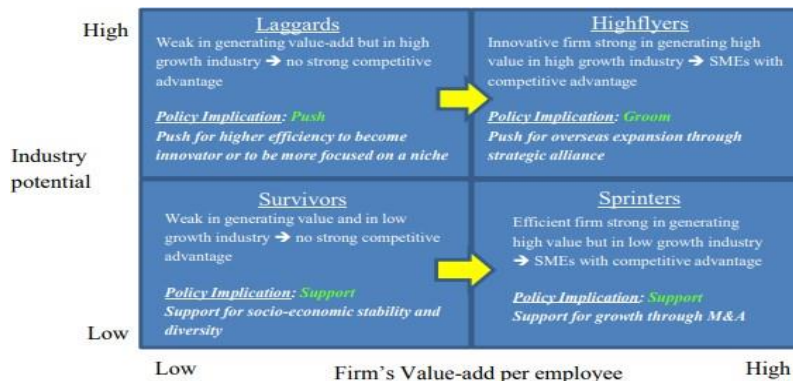 High
Laggards
Weak in generating value-add but in high
growth industry ➔ no strong competitive
advantage
Policy Implication: Push
Push for higher efficiency to become
innovator or to be more focused on a niche
Highflyers
Innovative firm strong in generating high
value in high growth industry ➔ SMEs with
competitive advantage
Policy Implication: Groom
Push for overseas expansion through
strategic alliance
Industry
potential
Survivors
Weak in generating value and in low
growth industry ➔ no strong competitive
advantage
Policy Implication: Support
Support for socio-economic stability and
diversity
Sprinters
Efficient firm strong in generating
high value but in low growth industry
➔ SMEs with competitive advantage
Policy Implication: Support
Support for growth through M&A
Low
Low
Firm's Value-add per employee
High